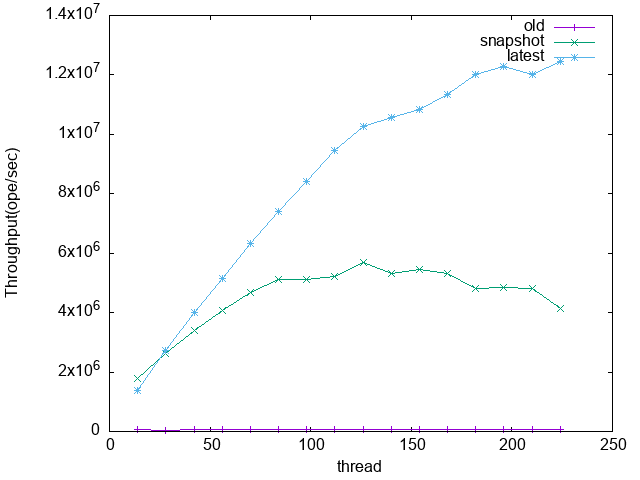 1.4x10⁷
1.2x10⁷
1x10⁷
8x10⁶
6x10⁶
4x10⁶
2x10⁶
0
0 50 100 150 200 250
Throughput(ope/sec)
thread
old
snapshot
latest